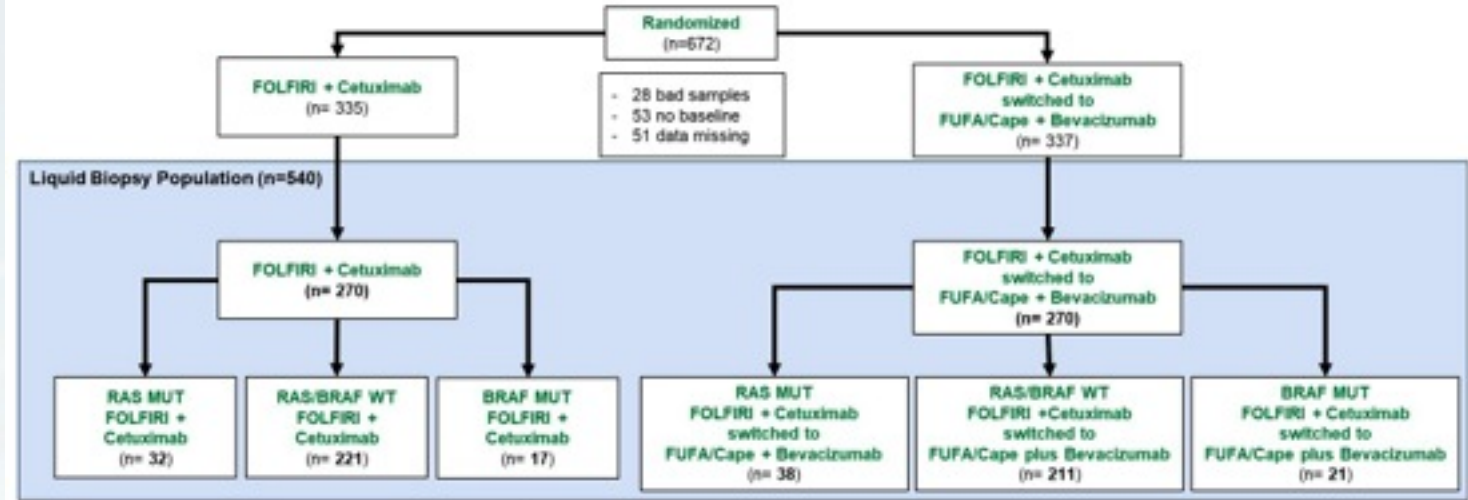 Randomized
(n=672)
FOLFIRI + Cetuximab
(n= 335)
- 28 bad samples
- 53 no baseline
- 51 data missing
FOLFIRI + Cetuximab
switched to
FUFA/Cape + Bevacizumab
(n= 337)
Liquid Biopsy Population (n=540)
FOLFIRI + Cetuximab
(n= 270)
FOLFIRI + Cetuximab
switched to
FUFA/Cape + Bevacizumab
(n= 270)
RAS MUT
FOLFIRI +
Cetuximab
(n= 32)
RAS/BRAF WT
FOLFIRI +
Cetuximab
(n= 221)
BRAF MUT
FOLFIRI +
Cetuximab
(n= 17)
RAS MUT
FOLFIRI + Cetuximab
switched to
FUFA/Cape + Bevacizumab
(n= 38)
RAS/BRAF WT
FOLFIRI +Cetuximab
switched to
FUFA/Cape plus Bevacizumab
(n= 211)
BRAF MUT
FOLFIRI + Cetuximab
switched to
FUFA/Cape plus Bevacizumab
(n= 21)